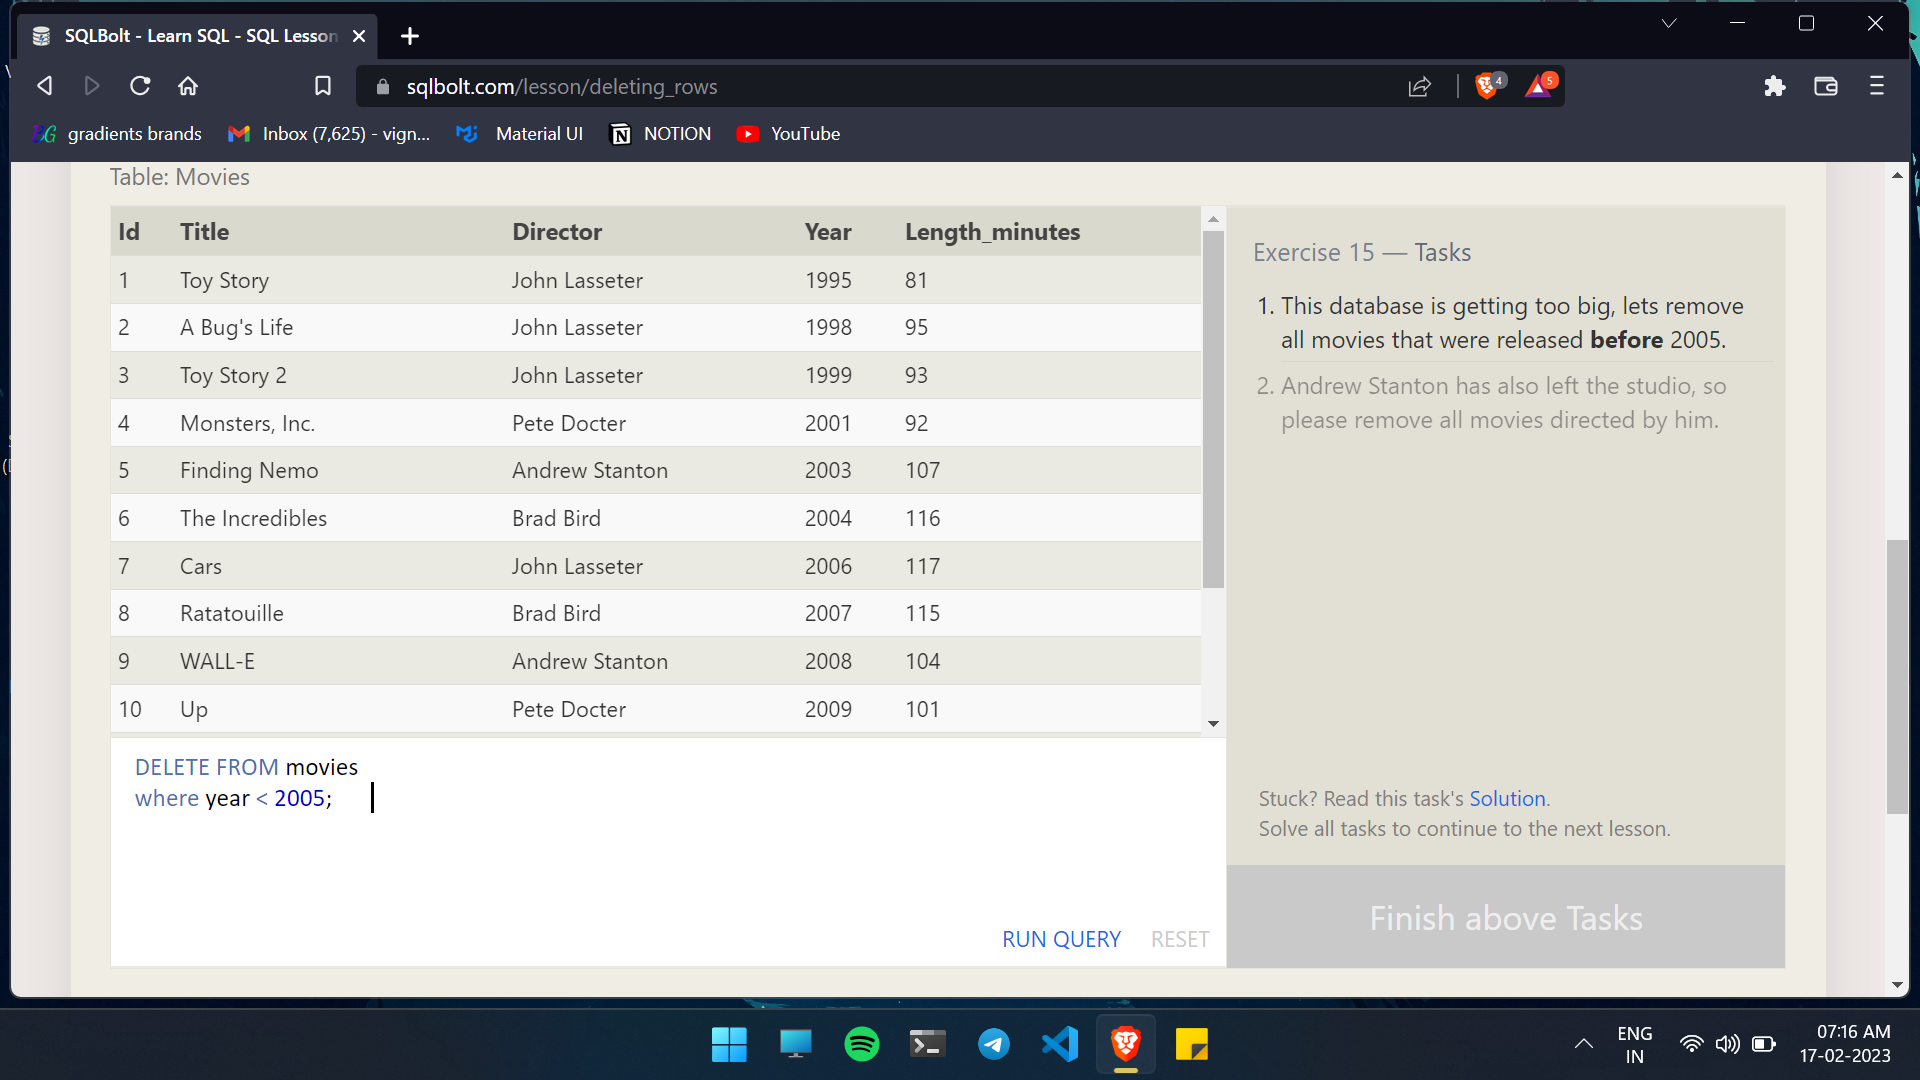 SQLBolt - Learn SQL - SQL Lesson
sqlbolt.com/lesson/deleting_rows
4
5
gradients brands
Inbox (7,625) - vign...
Material UI
NOTION
YouTube
Table: Movies
Id Title Director Year Length_minutes
1 Toy Story John Lasseter 1995 81
2 A Bug's Life John Lasseter 1998 95
3 Toy Story 2 John Lasseter 1999 93
4 Monsters, Inc. Pete Docter 2001 92
5 Finding Nemo Andrew Stanton 2003 107
6 The Incredibles Brad Bird 2004 116
7 Cars John Lasseter 2006 117
8 Ratatouille Brad Bird 2007 115
9 WALL-E Andrew Stanton 2008 104
10 Up Pete Docter 2009 101
DELETE FROM movies
where year < 2005;
RUN QUERY RESET
Exercise 15 — Tasks
1. This database is getting too big, lets remove
all movies that were released before 2005.
2. Andrew Stanton has also left the studio, so
please remove all movies directed by him.
Stuck? Read this task's Solution.
Solve all tasks to continue to the next lesson.
Finish above Tasks
ENG
IN
07:16 AM
17-02-2023